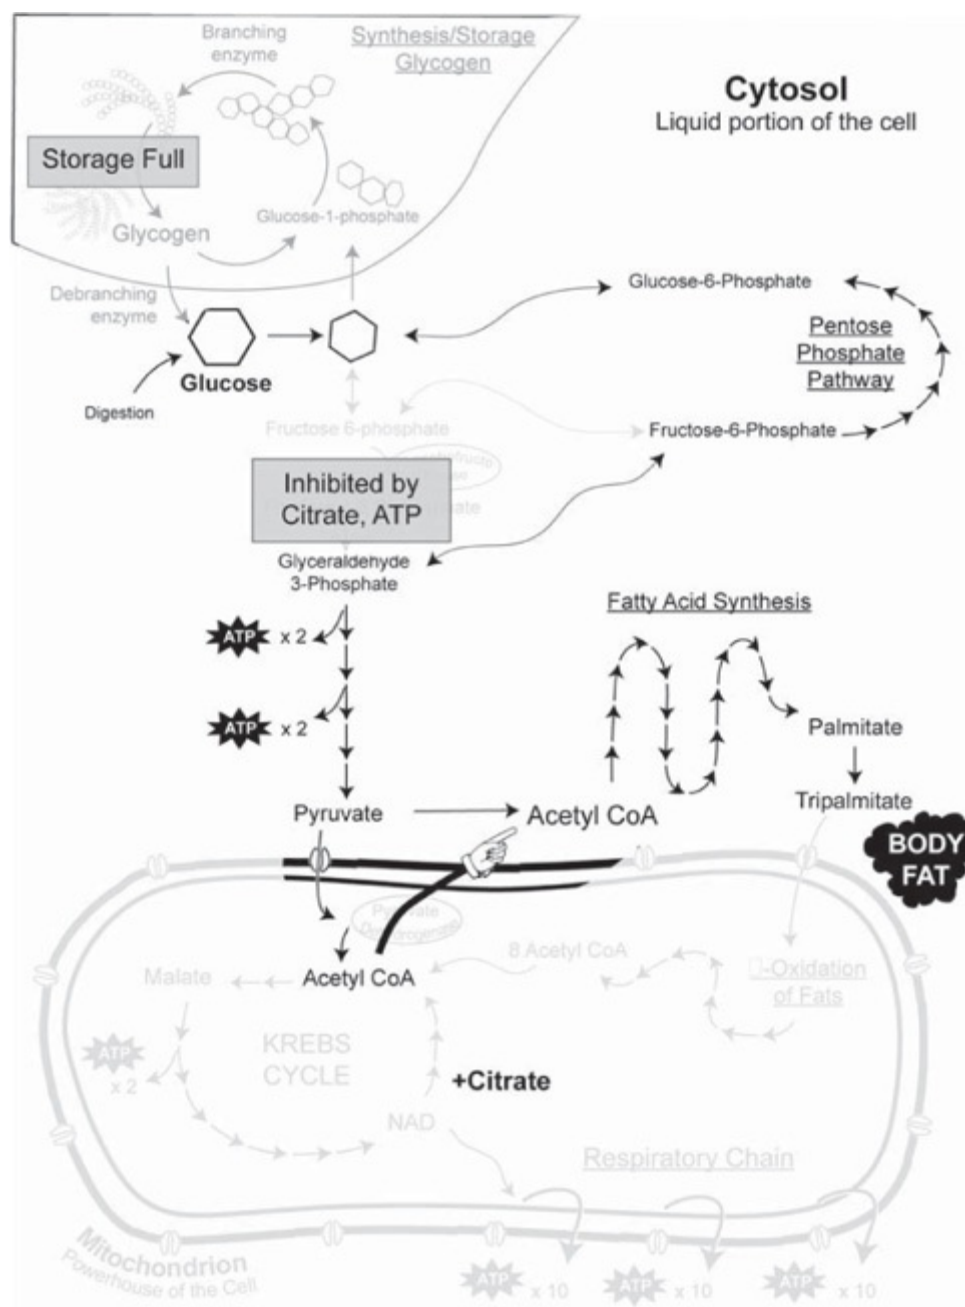 Branching
enzyme
Synthesis/Storage
Glycogen
Cytosol
Liquid portion of the cell
Storage Full
Glucose-1-phosphate
Glycogen
Debranching
enzyme
Glucose-6-Phosphate
Pentose
Phosphate
Pathway
Glucose
Digestion
Fructose 6-phosphate
Fructose-6-Phosphate
Inhibited by
Citrate, ATP
Glyceraldehyde
3-Phosphate
Fatty Acid Synthesis
ATP x 2
ATP x 2
Palmitate
Pyruvate
Acetyl CoA
Tripalmitate
BODY
FAT
Pyruvate
Dehydrogenase
8 Acetyl CoA
Malate
Acetyl CoA
-Oxidation
of Fats
KREBS
CYCLE
ATP
x 2
+Citrate
NAD
Respiratory Chain
Mitochondrion
Powerhouse of the Cell
ATP x 10
ATP x 10
ATP x 10